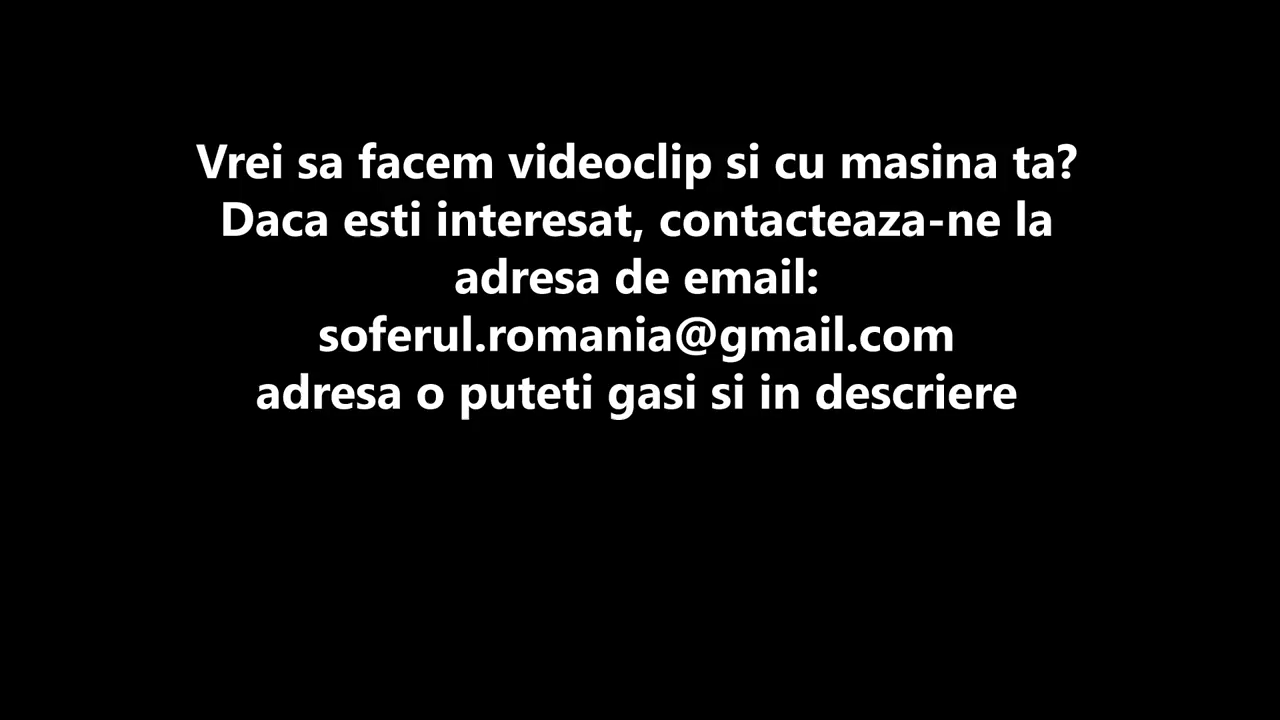 Vrei sa facem videoclip si cu masina ta?
Daca esti interesat, contacteaza-ne la
adresa de email:
soferul.romania@gmail.com
adresa o puteti gasi si in descriere